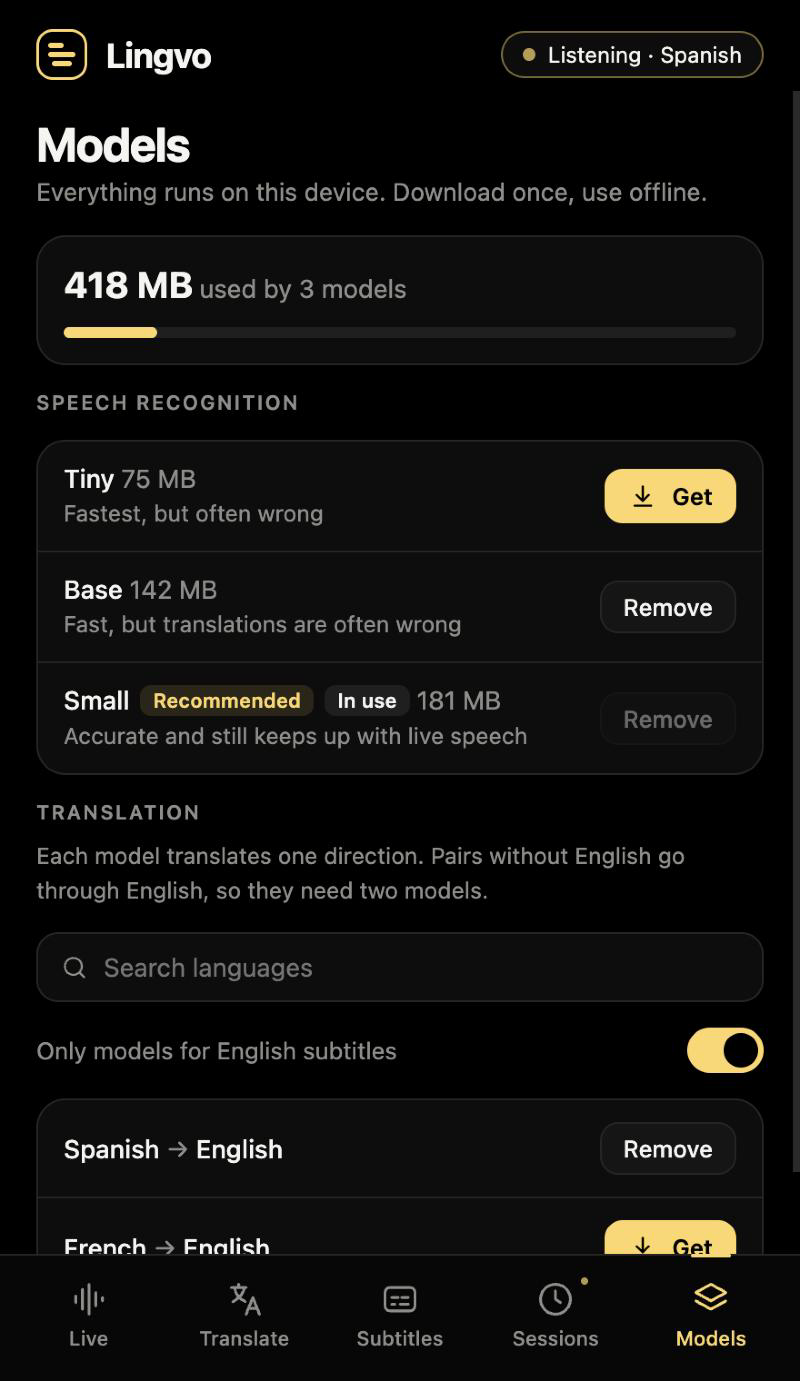 Lingvo
Listening · Spanish
Models
Everything runs on this device. Download once, use offline.
418 MB used by 3 models
SPEECH RECOGNITION
Tiny 75 MB
Fastest, but often wrong
Get
Base 142 MB
Fast, but translations are often wrong
Remove
Small Recommended In use 181 MB
Accurate and still keeps up with live speech
Remove
TRANSLATION
Each model translates one direction. Pairs without English go
through English, so they need two models.
Search languages
Only models for English subtitles
Spanish → English
Remove
French → English
Get
Live
Translate
Subtitles
Sessions
Models